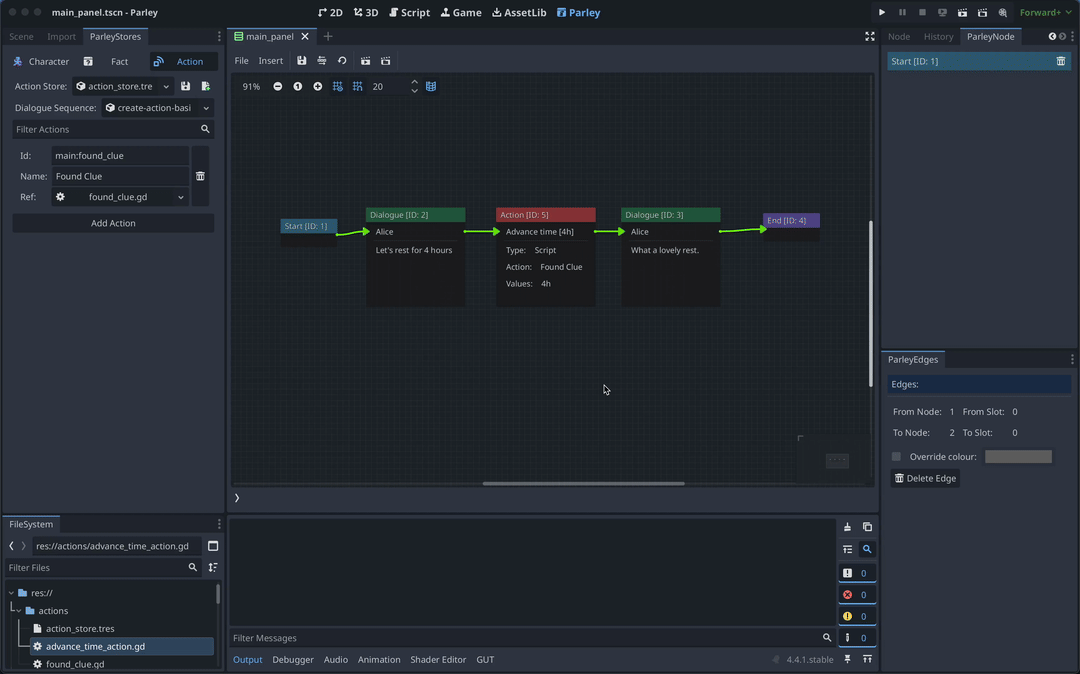 main_panel.tscn - Parley
2D 3D Script Game AssetLib Parley
Forward+
Scene Import ParleyStores
main_panel
Node History ParleyNode
Character Fact Action
File Insert
Start [ID: 1]
Action Store: action_store.tre
91% 20
Dialogue Sequence: create-action-basi
Filter Actions
Id: main:found_clue
Name: Found Clue
Ref: found_clue.gd
Add Action
Start [ID: 1]
Dialogue [ID: 2]
Alice
Let's rest for 4 hours
Action [ID: 5]
Advance time [4h]
Type: Script
Action: Found Clue
Values: 4h
Dialogue [ID: 3]
Alice
What a lovely rest.
End [ID: 4]
ParleyEdges
Edges:
From Node: 1 From Slot: 0
To Node: 2 To Slot: 0
Override colour:
Delete Edge
FileSystem
res://actions/advance_time_action.gd
Filter Files
res://
actions
action_store.tres
advance_time_action.gd
found_clue.gd
0
0
0
0
Filter Messages
Output Debugger Audio Animation Shader Editor GUT
4.4.1.stable